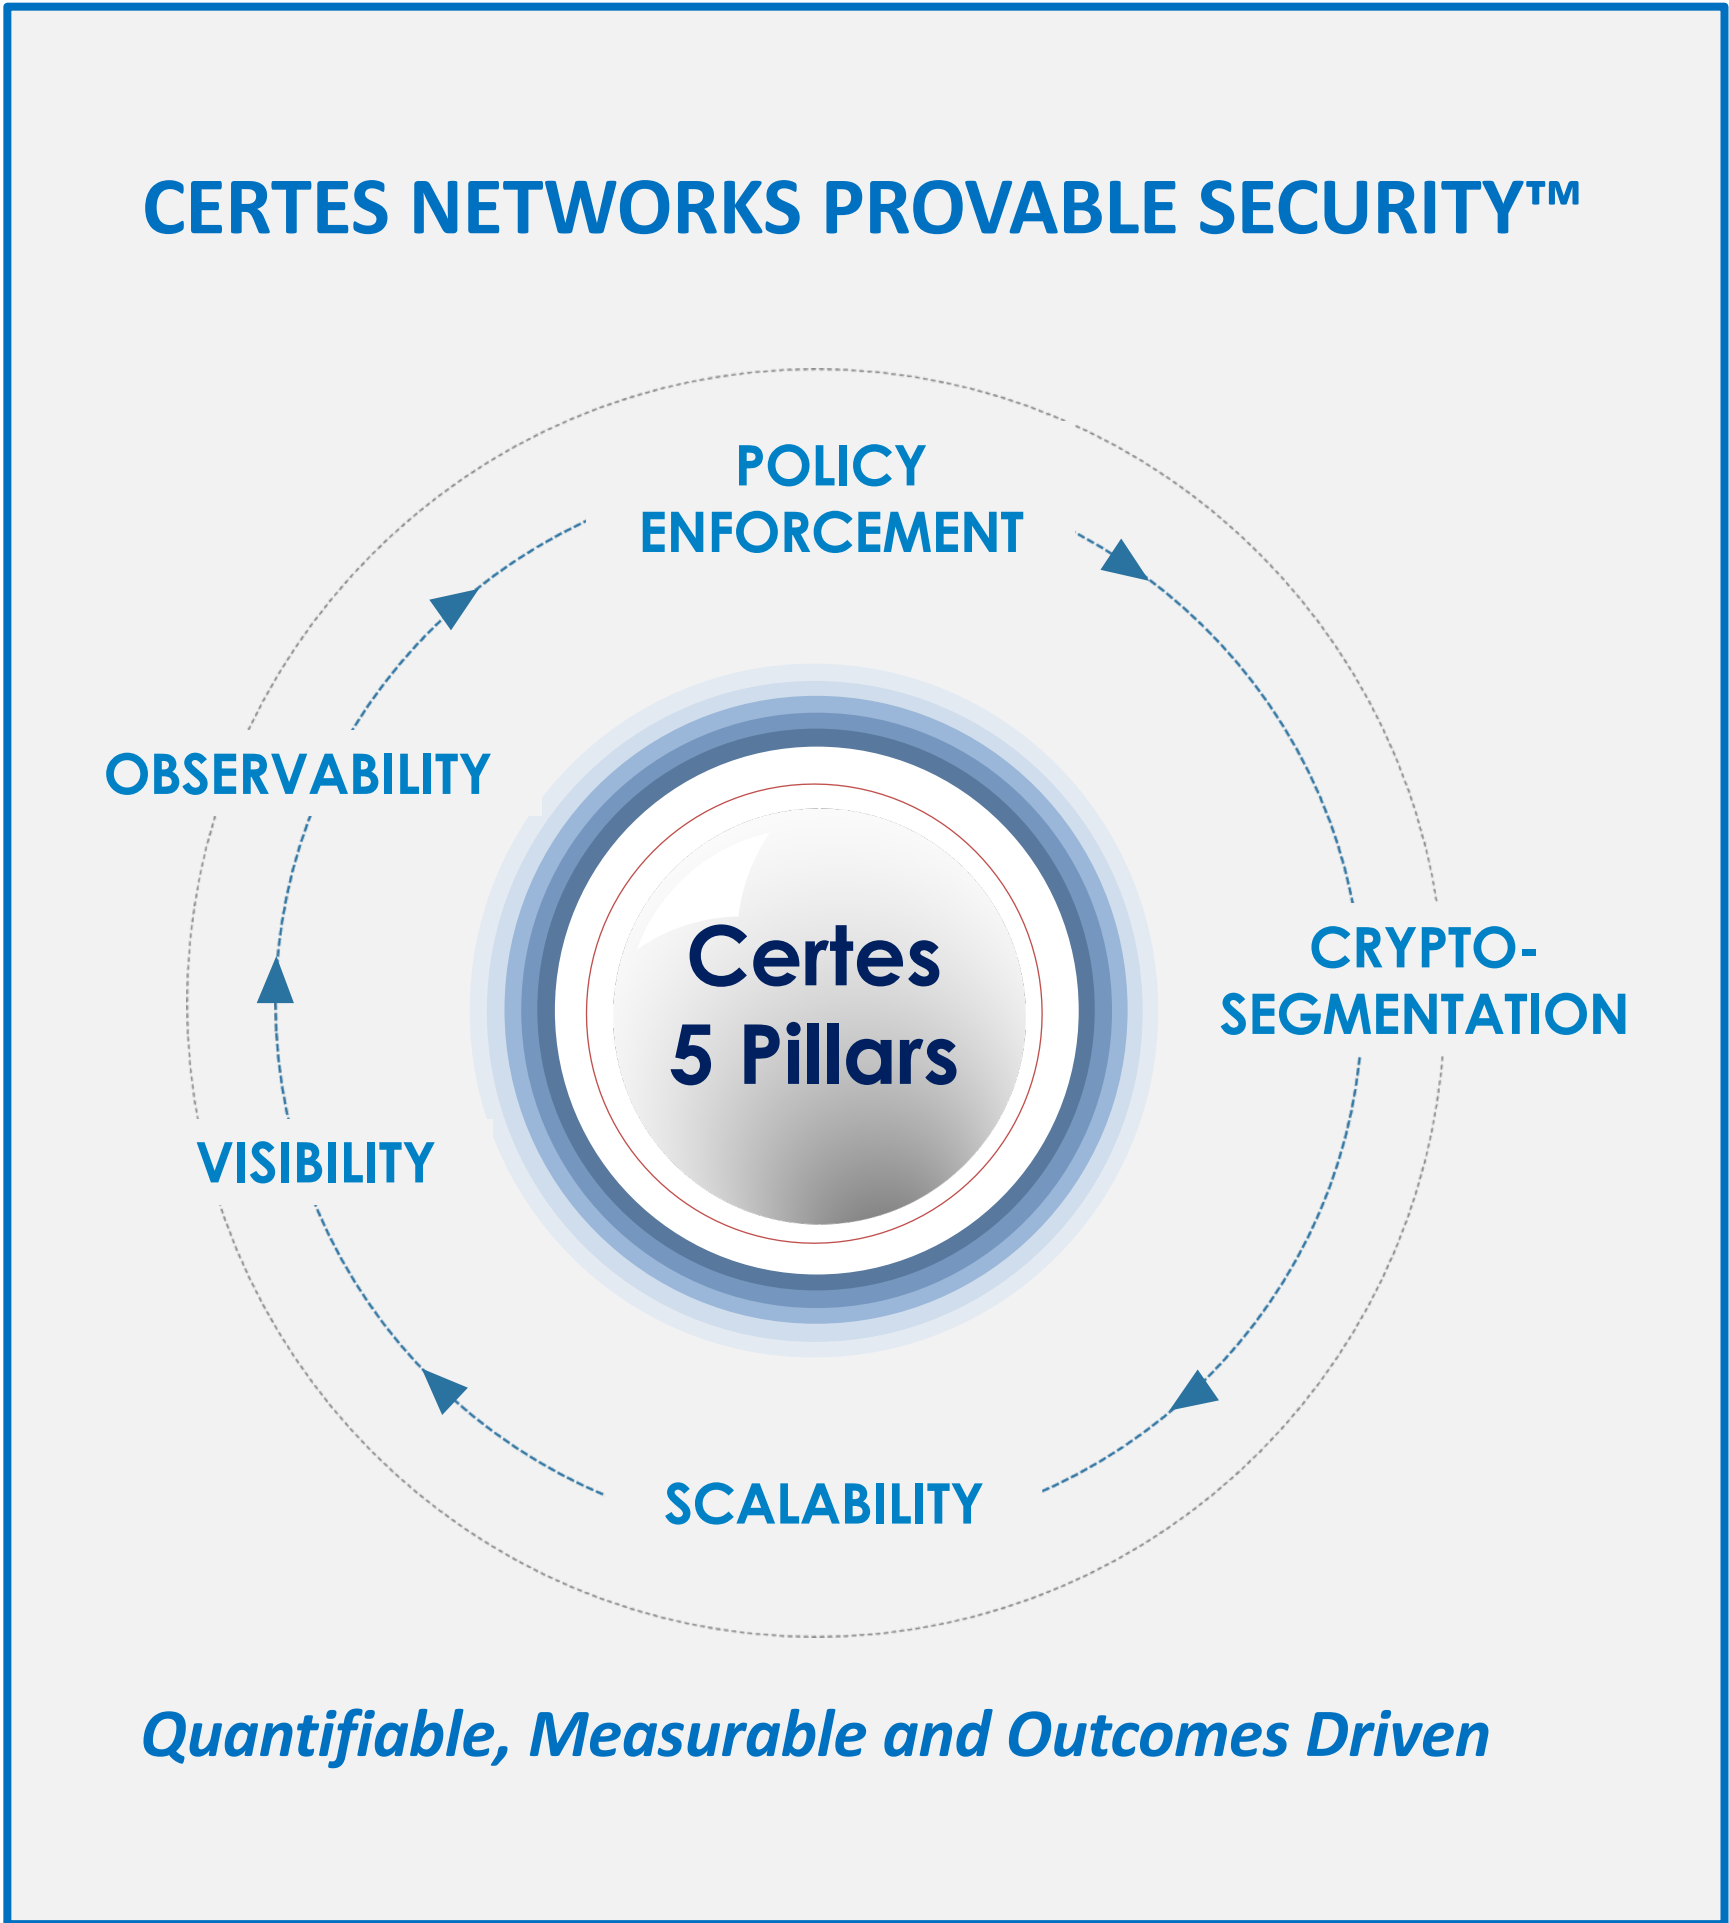 CERTES NETWORKS PROVABLE SECURITY™
POLICY
ENFORCEMENT
OBSERVABILITY
CRYPTO-
SEGMENTATION
Certes
5 Pillars
VISIBILITY
SCALABILITY
Quantifiable, Measurable and Outcomes Driven